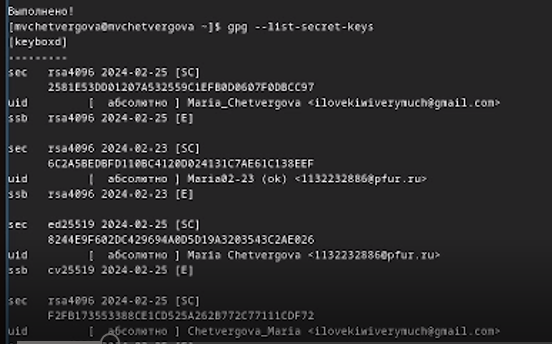 Выполнено!
[mvchetvergova@mvchetvergova ~]$ gpg --list-secret-keys
[keyboxd]
---------
sec   rsa4096 2024-02-25 [SC]
      2581E53DD01207A532559C1EFB0D0607F0DBCC97
uid           [  абсолютно ] Maria_Chetvergova <ilovekiwiverymuch@gmail.com>
ssb   rsa4096 2024-02-25 [E]
sec   rsa4096 2024-02-23 [SC]
      6C2A5BEDBFD110BC4120D024131C7AE61C138EEF
uid           [  абсолютно ] Maria02-23 (ok) <1132232886@pfur.ru>
ssb   rsa4096 2024-02-23 [E]
sec   ed25519 2024-02-25 [SC]
      8244E9F602DC429694A0D5D19A3203543C2AE026
uid           [  абсолютно ] Maria Chetvergova <1132232886@pfur.ru>
ssb   cv25519 2024-02-25 [E]
sec   rsa4096 2024-02-25 [SC]
      F2FB173553388CE1CD525A262B772C77111CDF72
uid           [  абсолютно ] Chetvergova_Maria <ilovekiwiverymuch@gmail.com>